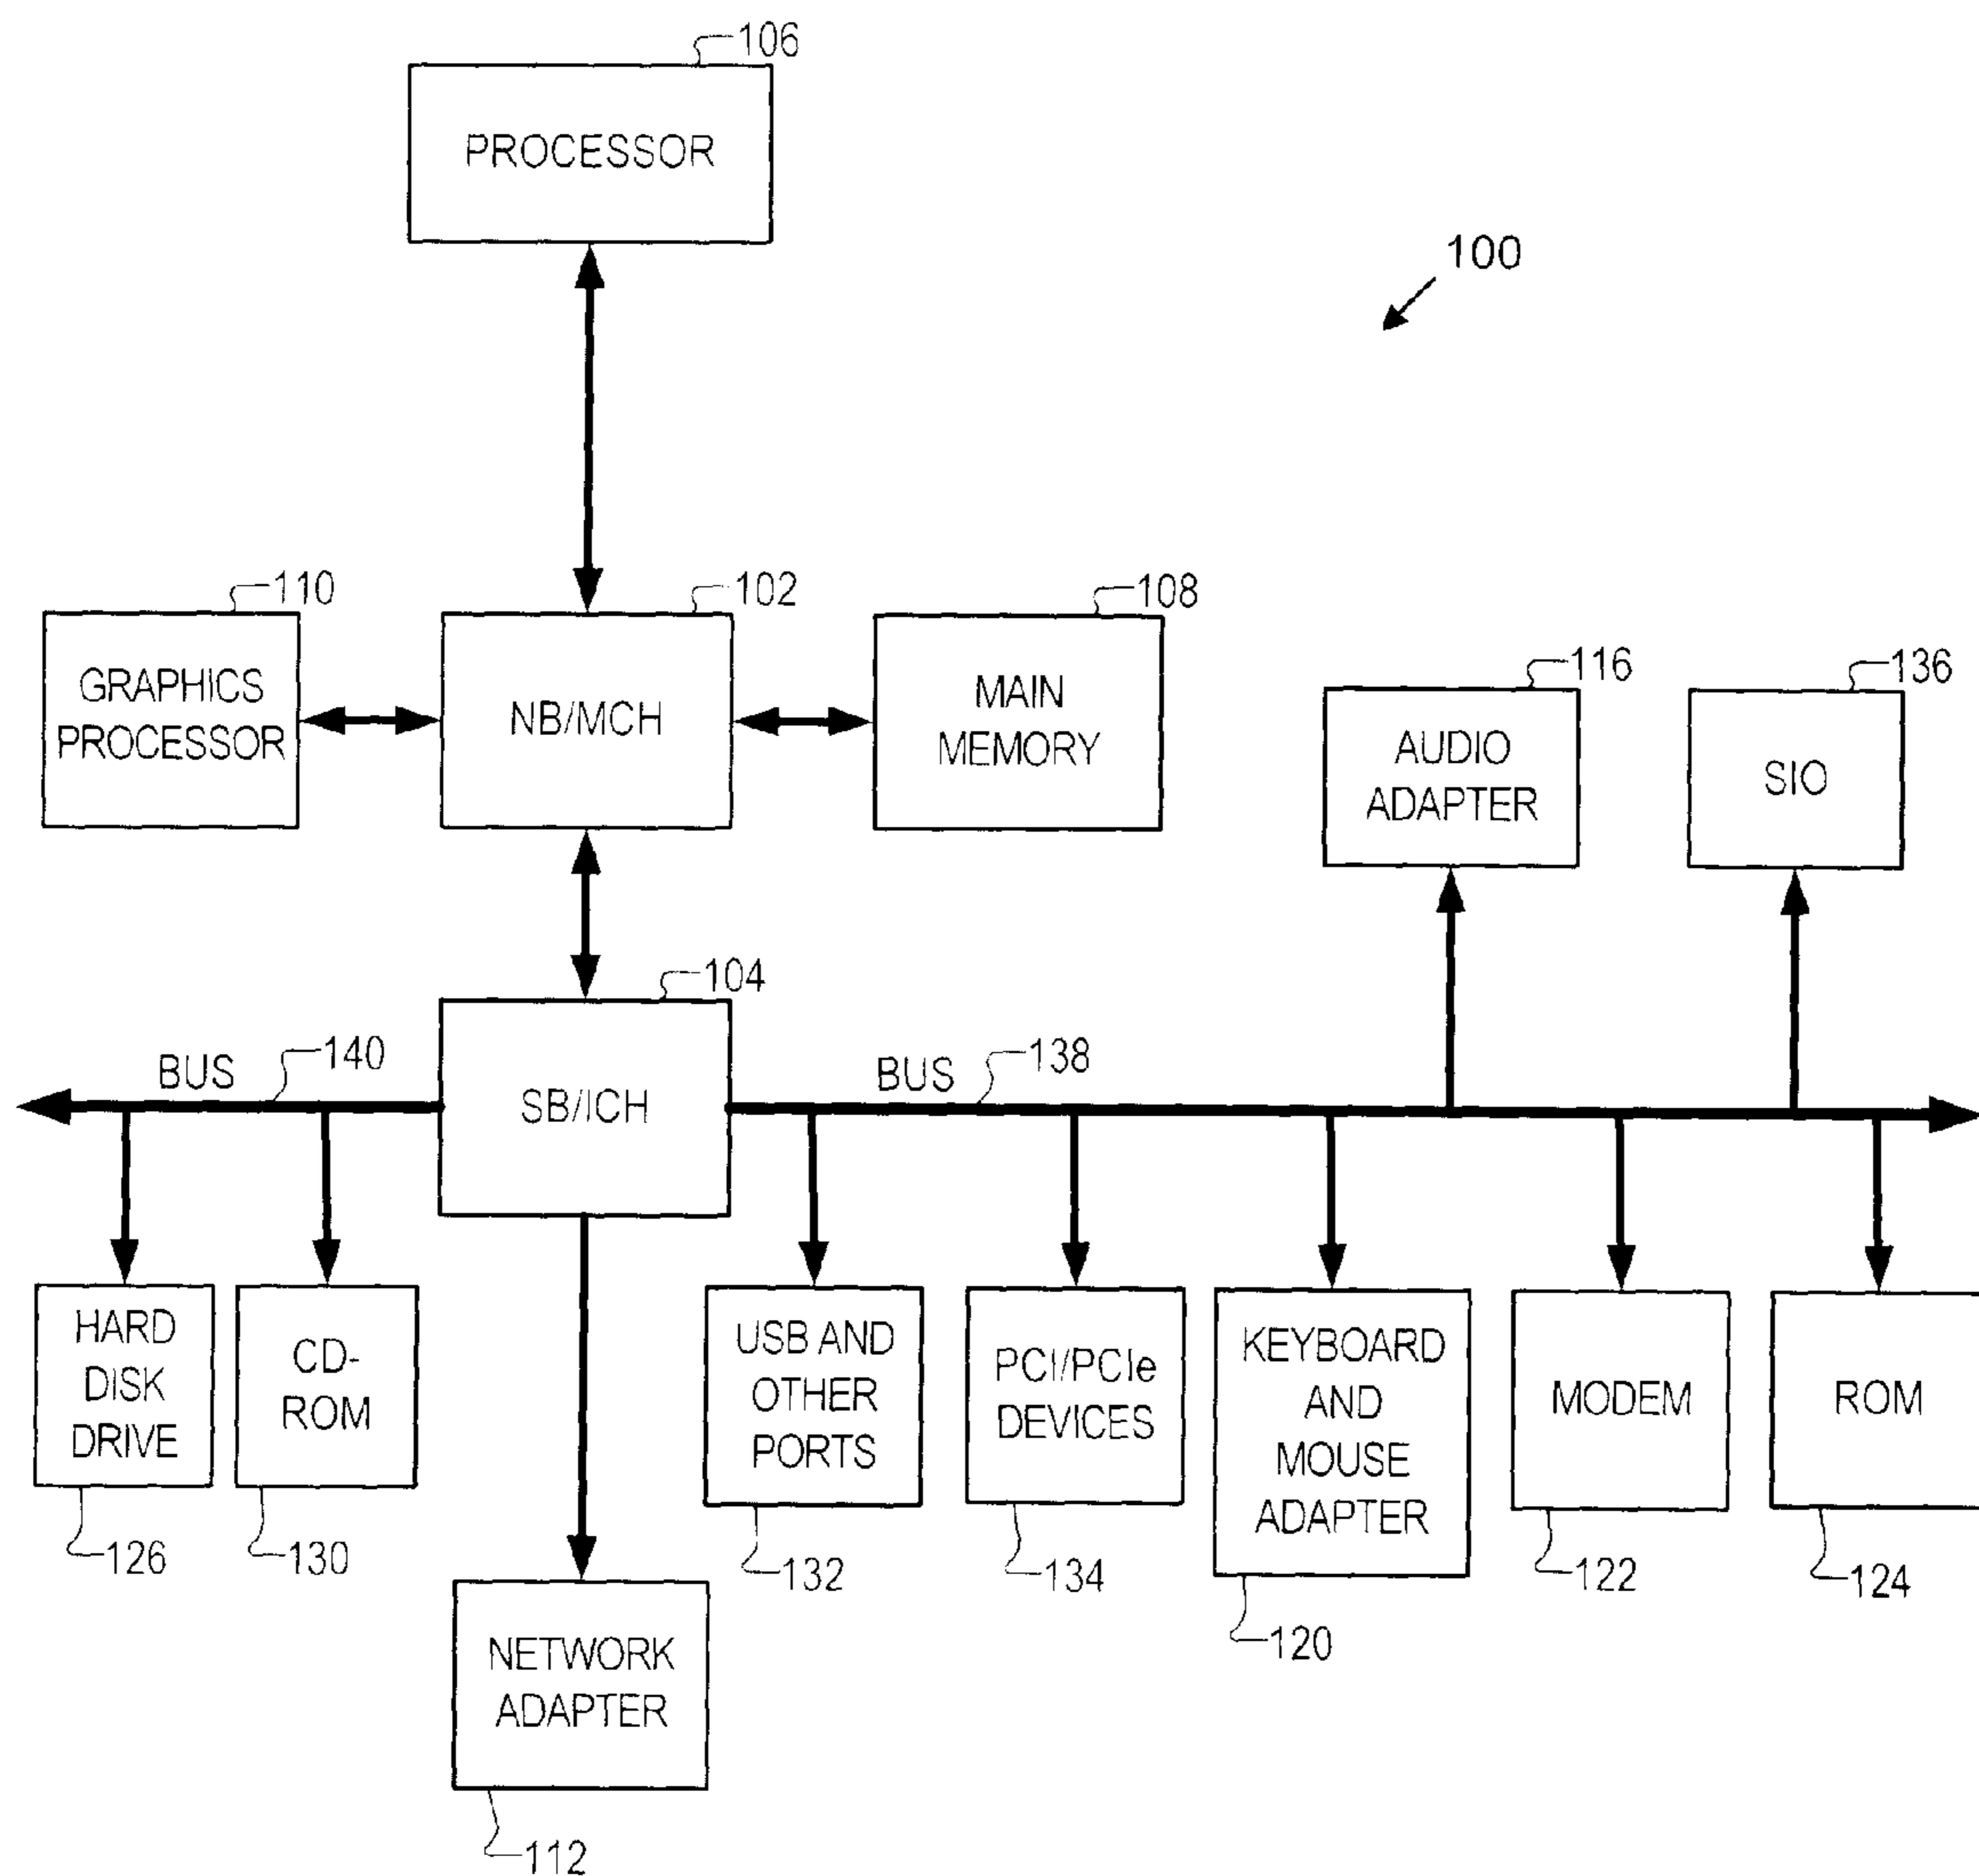 106
PROCESSOR
100
110
102
108
GRAPHICS
PROCESSOR
NB/MCH
MAIN
MEMORY
116
136
AUDIO
ADAPTER
SIO
104
BUS
140
SB/ICH
BUS
138
HARD
DISK
DRIVE
CD-
ROM
USB AND
OTHER
PORTS
PCI/PCIe
DEVICES
KEYBOARD
AND
MOUSE
ADAPTER
MODEM
ROM
126
130
132
134
120
122
124
NETWORK
ADAPTER
112